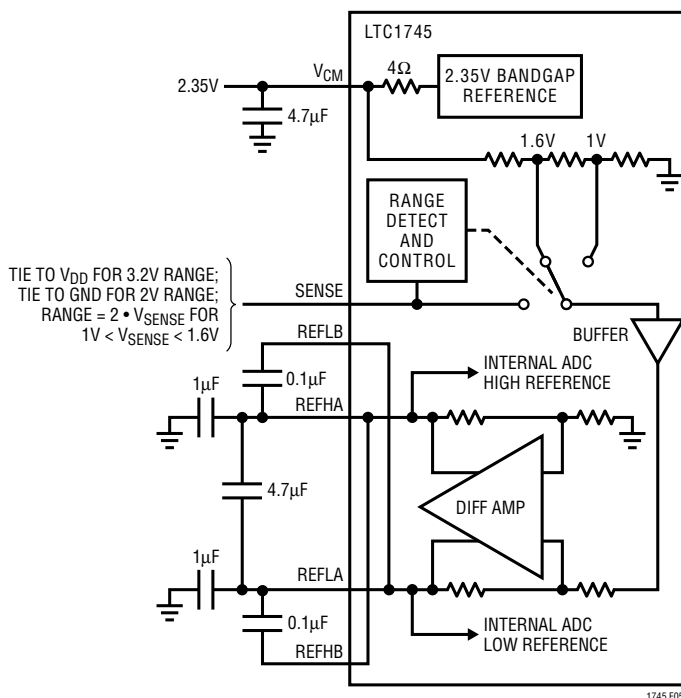 LTC1745
2.35V
VCM
4Ω
2.35V BANDGAP
REFERENCE
4.7µF
1.6V
1V
RANGE
DETECT
AND
CONTROL
TIE TO VDD FOR 3.2V RANGE;
TIE TO GND FOR 2V RANGE;
RANGE = 2 • VSENSE FOR
1V < VSENSE < 1.6V
SENSE
REFLB
BUFFER
1µF
0.1µF
INTERNAL ADC
HIGH REFERENCE
REFHA
4.7µF
DIFF AMP
1µF
REFLA
0.1µF
INTERNAL ADC
LOW REFERENCE
REFHB
1745 F05